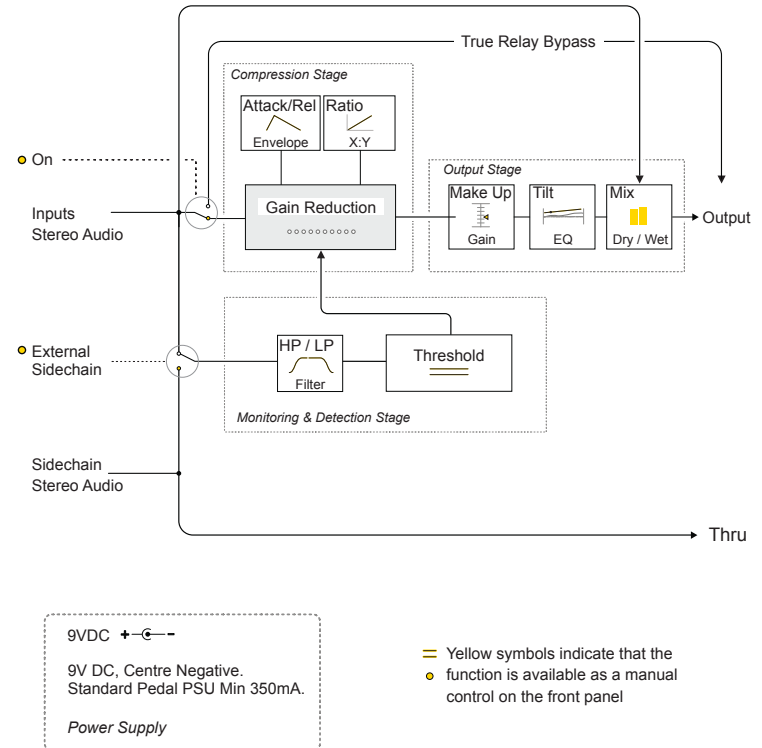 True Relay Bypass
Compression Stage
Attack/Rel
Envelope
Ratio
X:Y
On
Output Stage
Inputs
Stereo Audio
Gain Reduction
Make Up
Gain
Tilt
EQ
Mix
Dry / Wet
Output
External
Sidechain
HP / LP
Filter
Threshold
Monitoring & Detection Stage
Sidechain
Stereo Audio
Thru
9VDC + -
9V DC, Centre Negative.
Standard Pedal PSU Min 350mA.
Power Supply
Yellow symbols indicate that the
function is available as a manual
control on the front panel